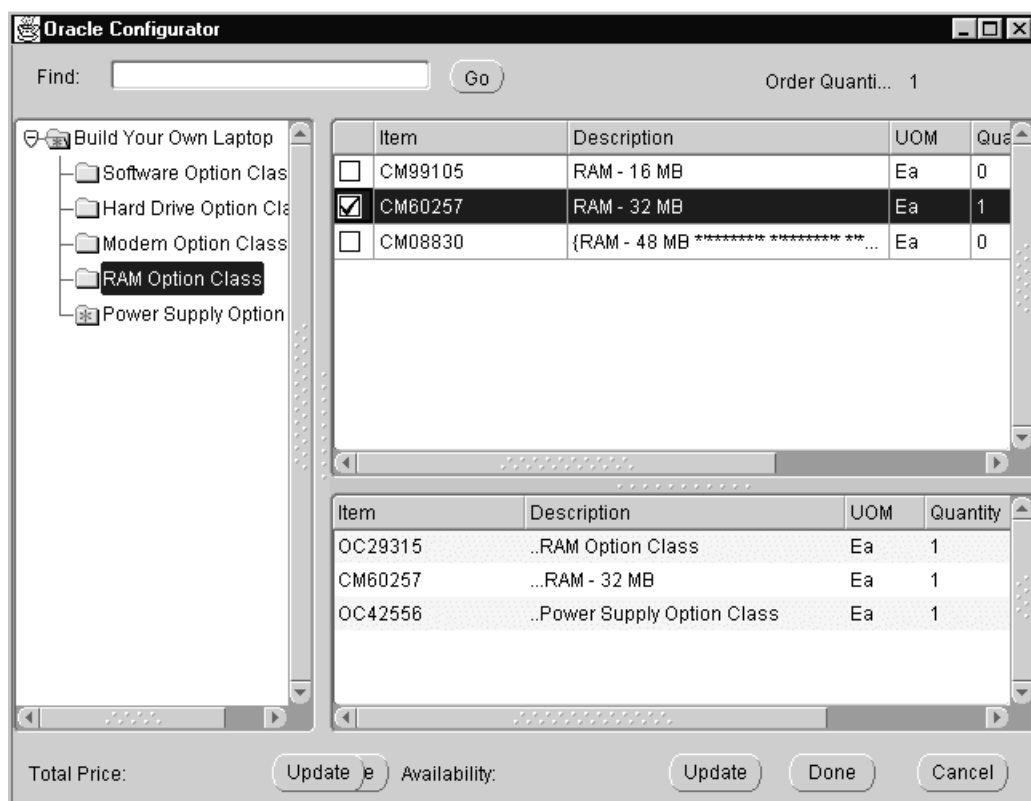 Oracle Configurator
Find: Go Order Quanti... 1
Build Your Own Laptop
Software Option Clas
Hard Drive Option Cla
Modem Option Class
RAM Option Class
Power Supply Option
Item Description UOM Qua
CM99105 RAM - 16 MB Ea 0
CM60257 RAM - 32 MB Ea 1
CM08830 {RAM - 48 MB ********* ********* **... Ea 0
Item Description UOM Quantity
OC29315 ..RAM Option Class Ea 1
CM60257 ...RAM - 32 MB Ea 1
OC42556 ..Power Supply Option Class Ea 1
Total Price: Update e Availability: Update Done Cancel